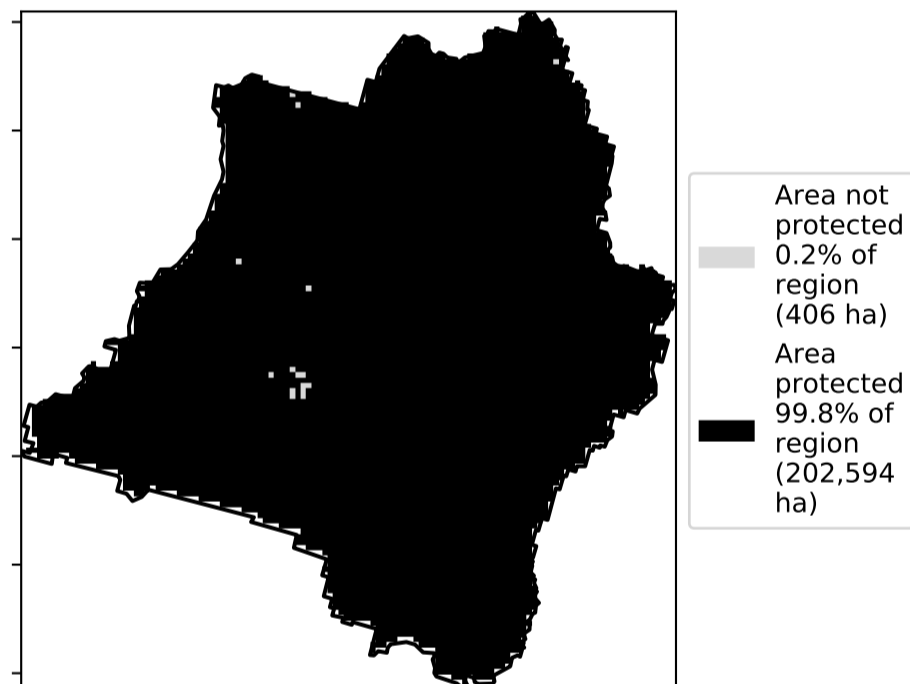 Area not
protected
0.2% of
region
(406 ha)
Area
protected
99.8% of
region
(202,594
ha)